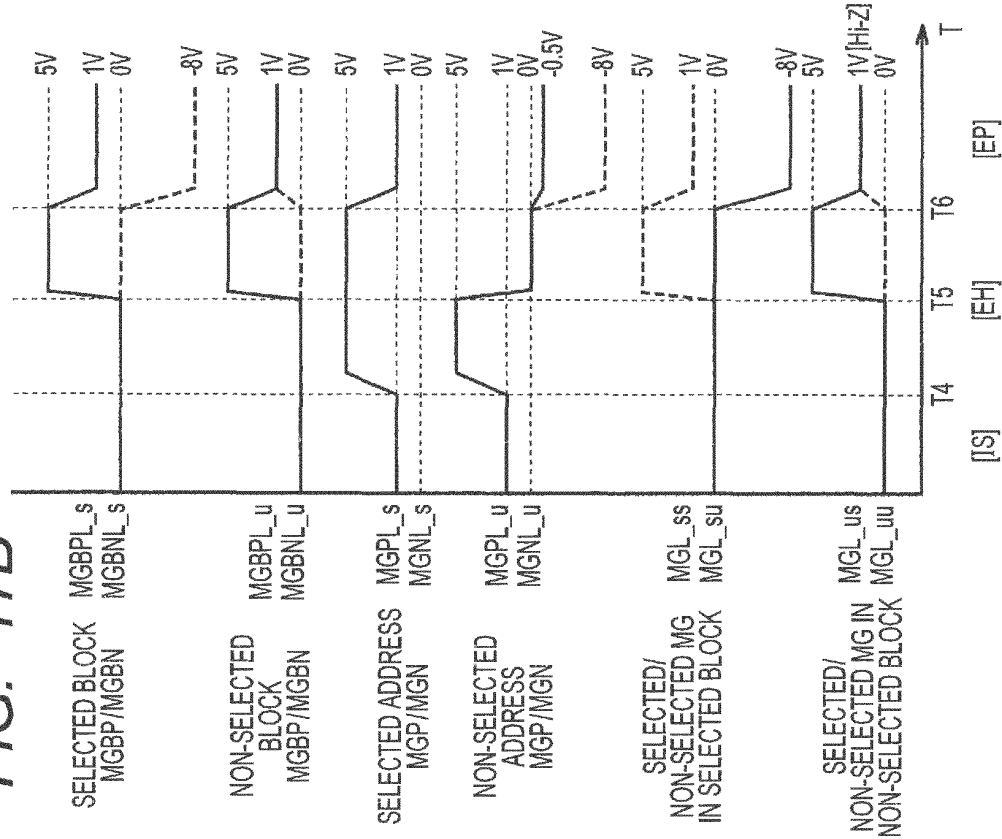 FIG. 17B
SELECTED BLOCK
MGBP/MGBN
MGBPL_s
MGBNL_s
5V
1V
0V
-8V
NON-SELECTED
BLOCK
MGBP/MGBN
MGBPL_u
MGBNL_u
5V
1V
0V
SELECTED ADDRESS
MGP/MGN
MGPL_s
MGNL_s
5V
1V
0V
NON-SELECTED
ADDRESS
MGP/MGN
MGPL_u
MGNL_u
5V
1V
0V
-0.5V
-8V
SELECTED/
NON-SELECTED MG
IN SELECTED BLOCK
MGL_ss
MGL_su
5V
1V
0V
-8V
SELECTED/
NON-SELECTED MG IN
NON-SELECTED BLOCK
MGL_us
MGL_uu
5V
1V [Hi-Z]
0V
T4 T5 T6 T
[IS] [EH] [EP]